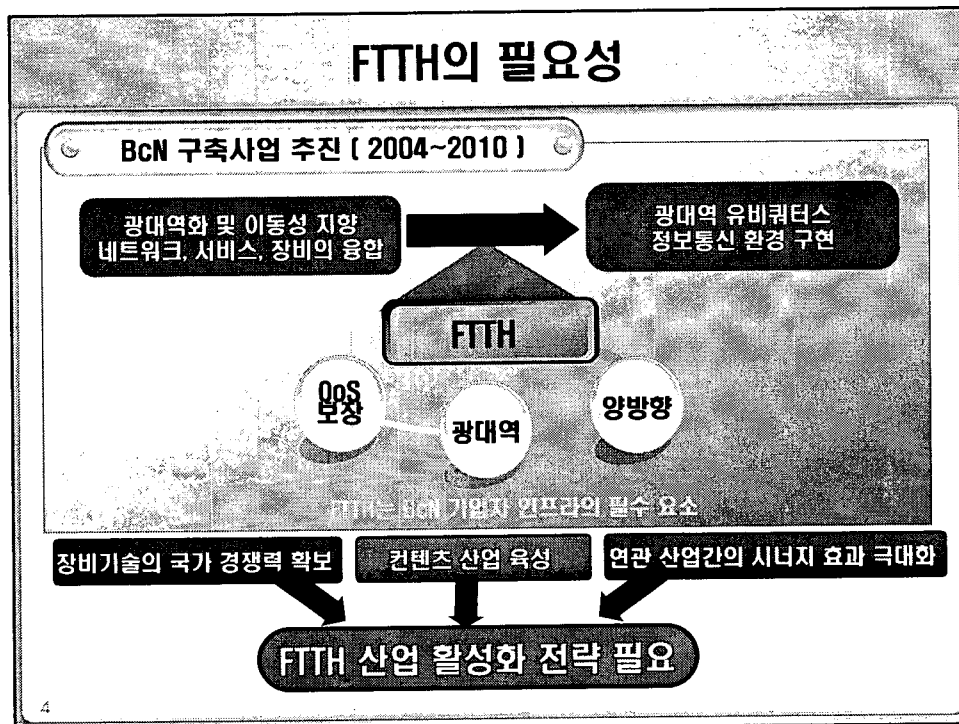 FTTH의 필요성
BcN 구축사업 추진 ( 2004~2010 )
광대역화 및 이동성 지향
네트워크, 서비스, 장비의 융합
광대역 유비쿼터스
정보통신 환경 구현
FTTH
QoS
보장
광대역
양방향
FTTH는 BcN 가입자 인프라의 필수 요소
장비기술의 국가 경쟁력 확보
컨텐츠 산업 육성
연관 산업간의 시너지 효과 극대화
FTTH 산업 활성화 전략 필요
4